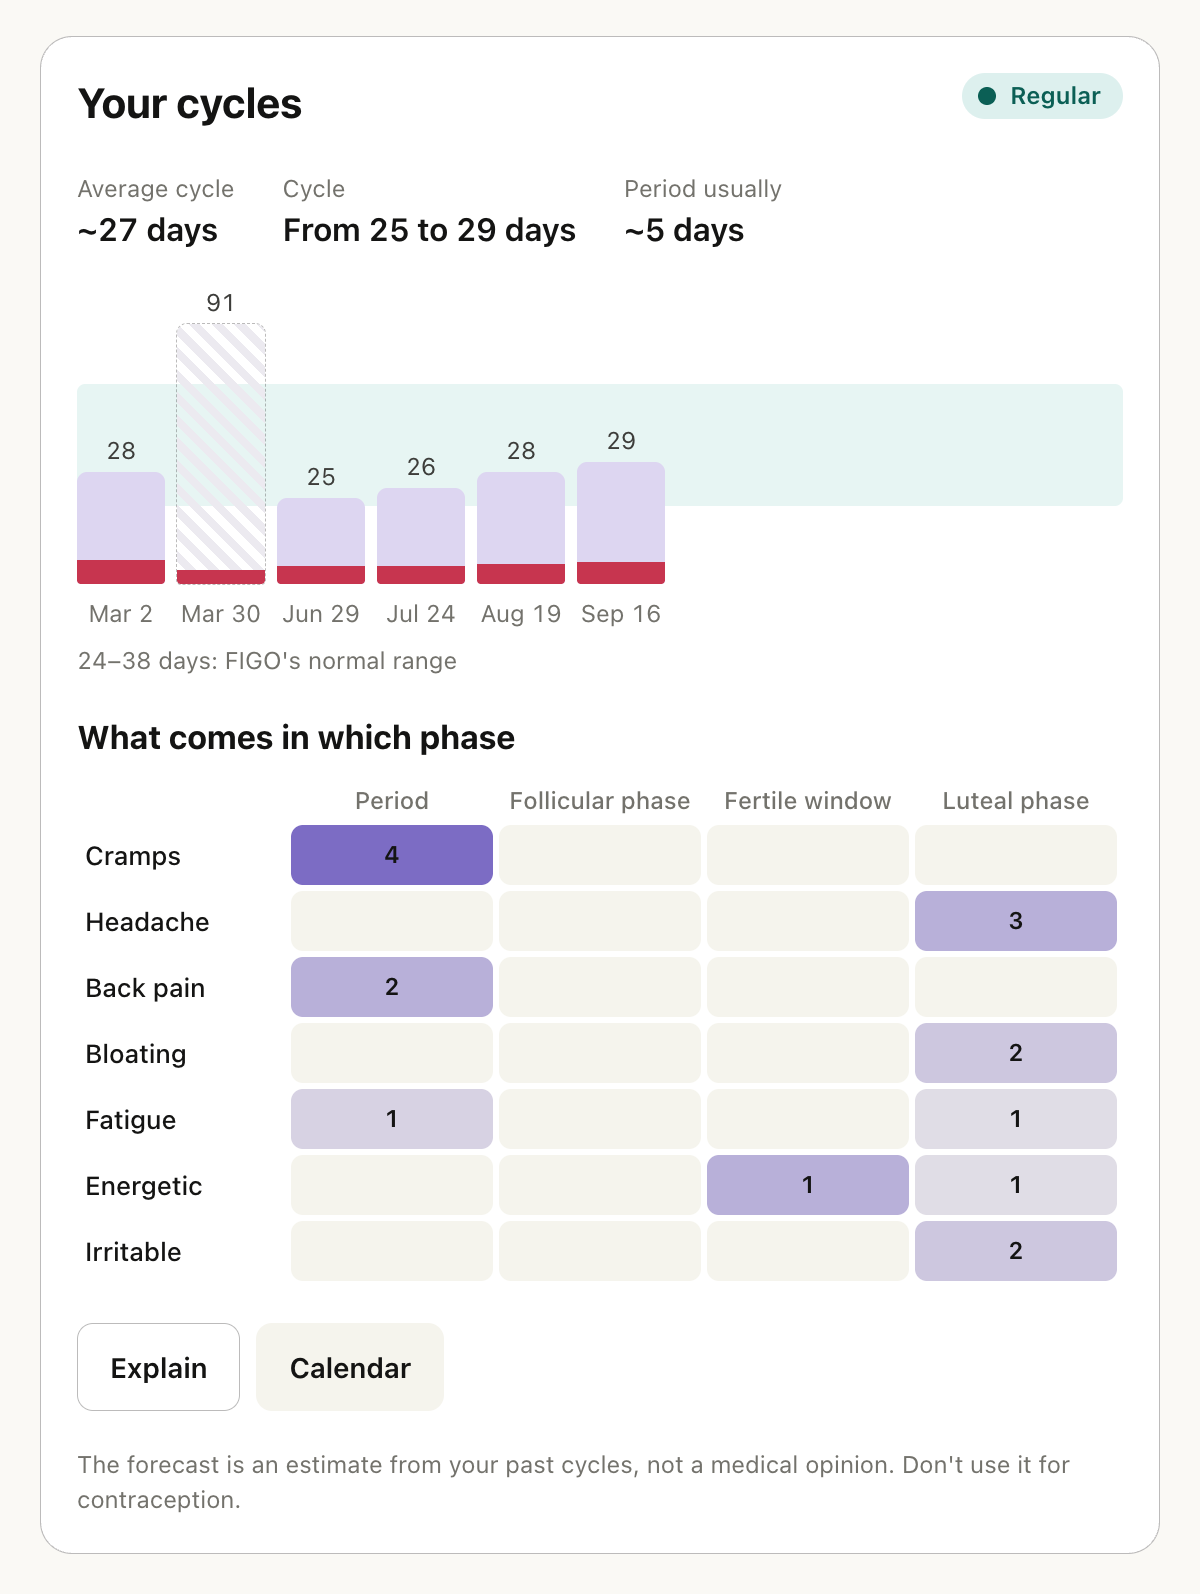 Your cycles
Regular
Average cycle
~27 days
Cycle
From 25 to 29 days
Period usually
~5 days
91
28
25
26
28
29
Mar 2
Mar 30
Jun 29
Jul 24
Aug 19
Sep 16
24–38 days: FIGO's normal range
What comes in which phase
Period Follicular phase Fertile window Luteal phase
Cramps 4
Headache 3
Back pain 2
Bloating 2
Fatigue 1 1
Energetic 1 1
Irritable 2
Explain
Calendar
The forecast is an estimate from your past cycles, not a medical opinion. Don't use it for
contraception.